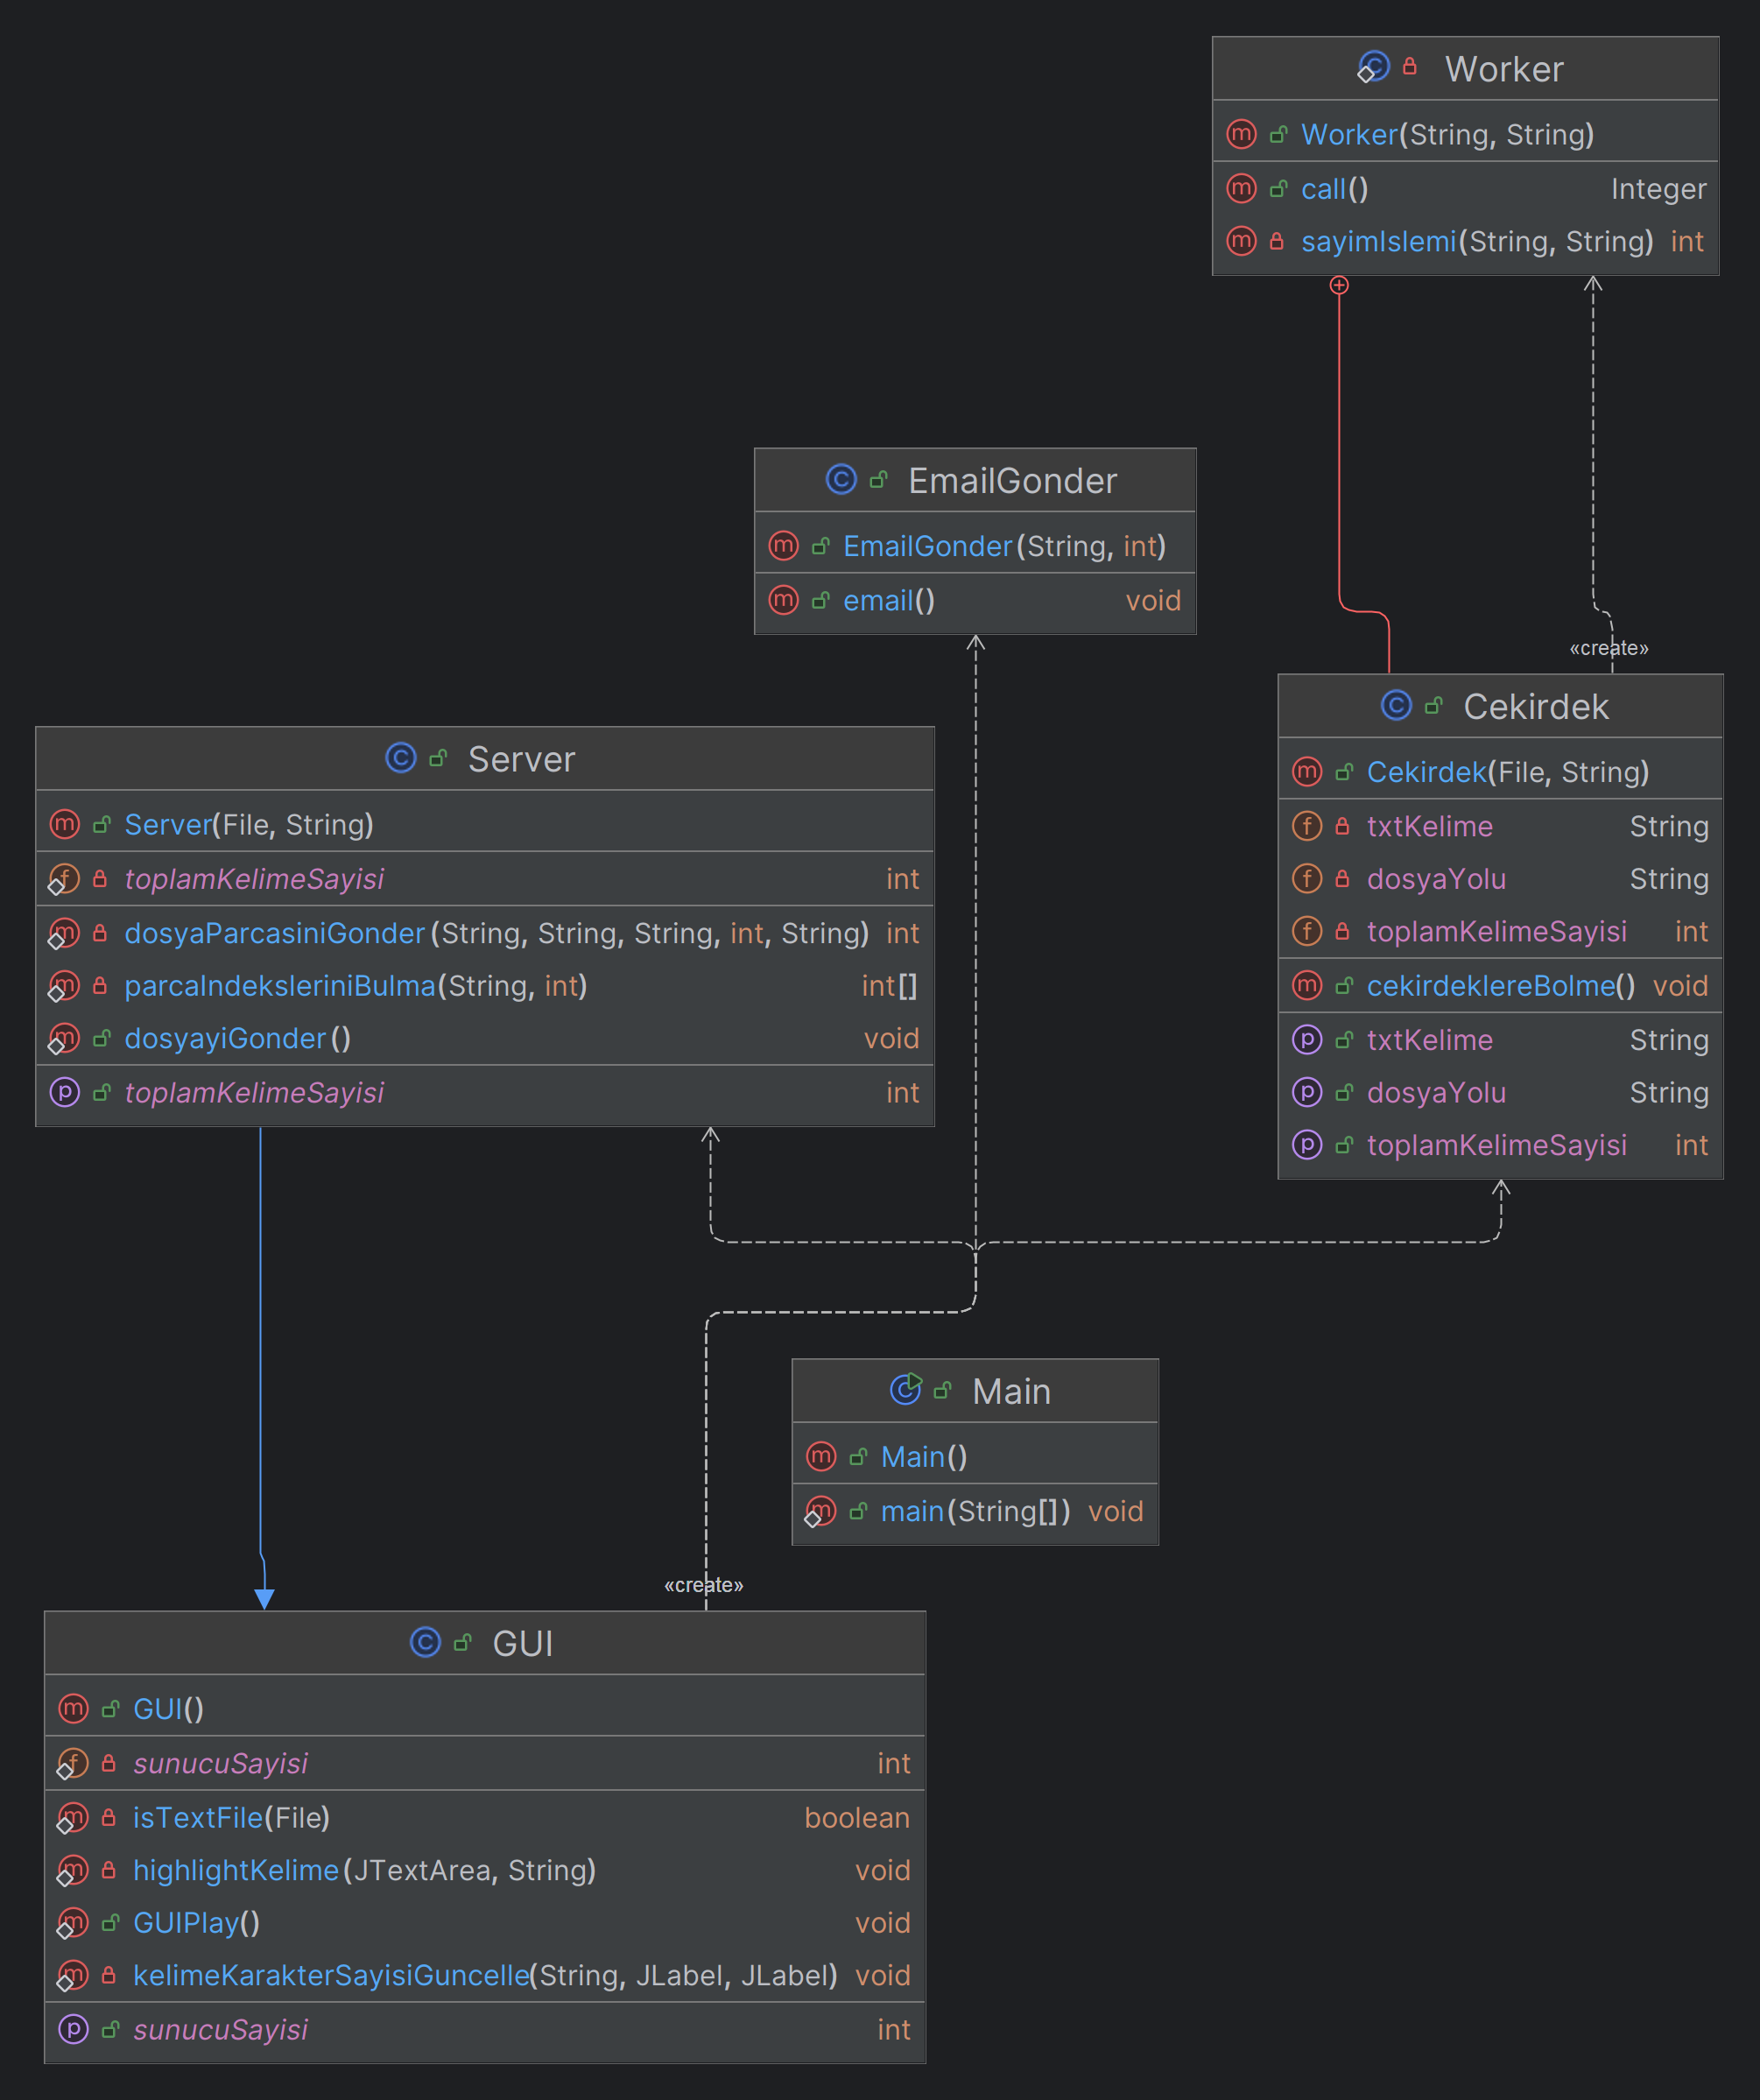 Worker
Worker(String, String)
call() Integer
sayimIslemi(String, String) int
EmailGonder
EmailGonder(String, int)
email() void
«create»
Cekirdek
Cekirdek(File, String)
txtKelime String
dosyaYolu String
toplamKelimeSayisi int
cekirdeklereBolme() void
txtKelime String
dosyaYolu String
toplamKelimeSayisi int
Server
Server(File, String)
toplamKelimeSayisi int
dosyaParcasiniGonder(String, String, String, int, String) int
parcaIndeksleriniBulma(String, int) int[]
dosyayiGonder() void
toplamKelimeSayisi int
Main
Main()
main(String[]) void
«create»
GUI
GUI()
sunucuSayisi int
isTextFile(File) boolean
highlightKelime(JTextArea, String) void
GUIPlay() void
kelimeKarakterSayisiGuncelle(String, JLabel, JLabel) void
sunucuSayisi int